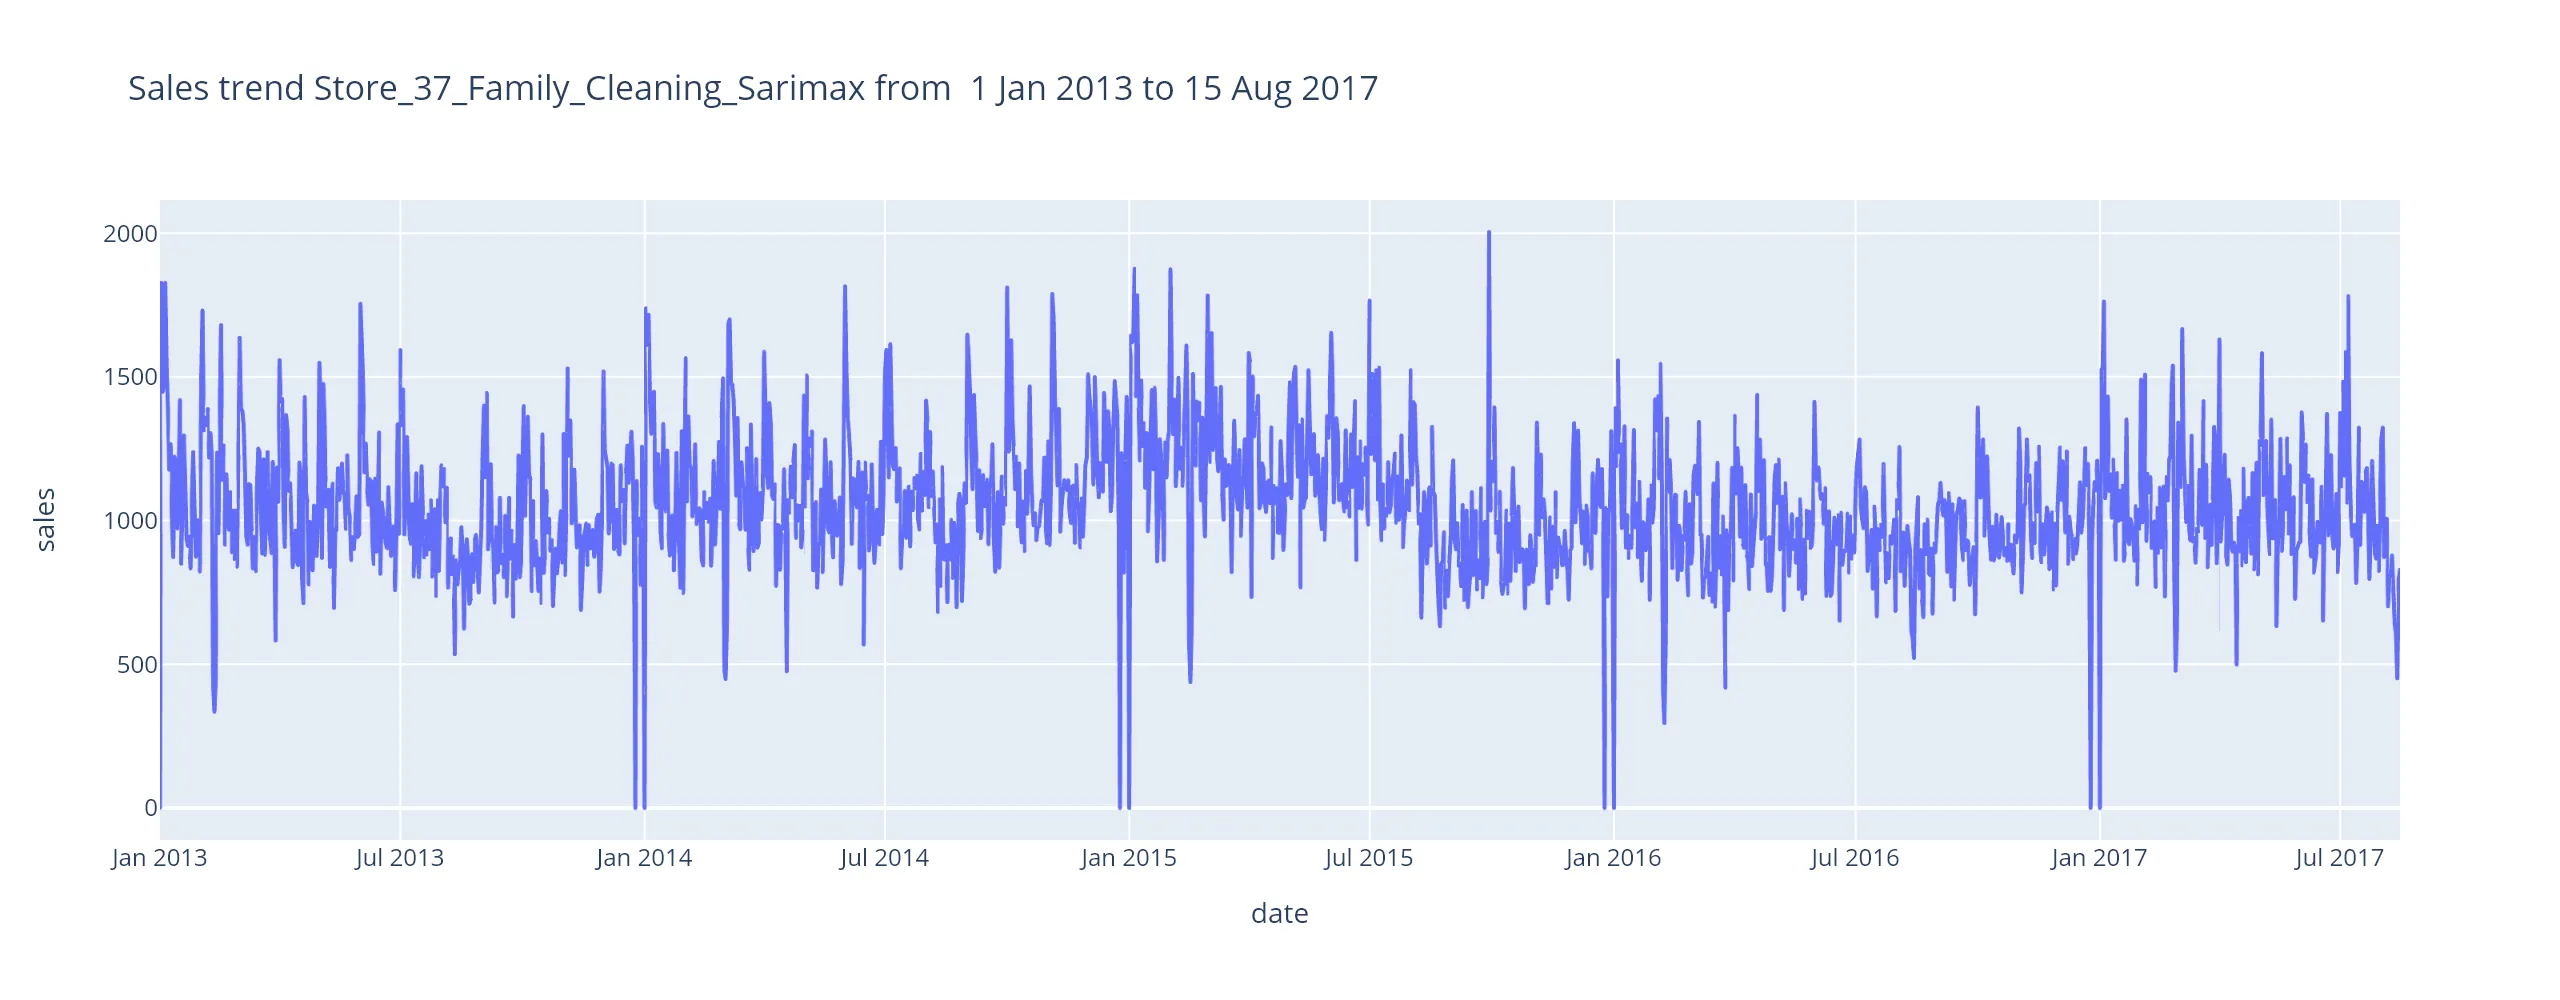 Sales trend Store_37_Family_Cleaning_Sarimax from  1 Jan 2013 to 15 Aug 2017
sales
2000
1500
1000
500
0
Jan 2013 Jul 2013 Jan 2014 Jul 2014 Jan 2015 Jul 2015 Jan 2016 Jul 2016 Jan 2017 Jul 2017
date